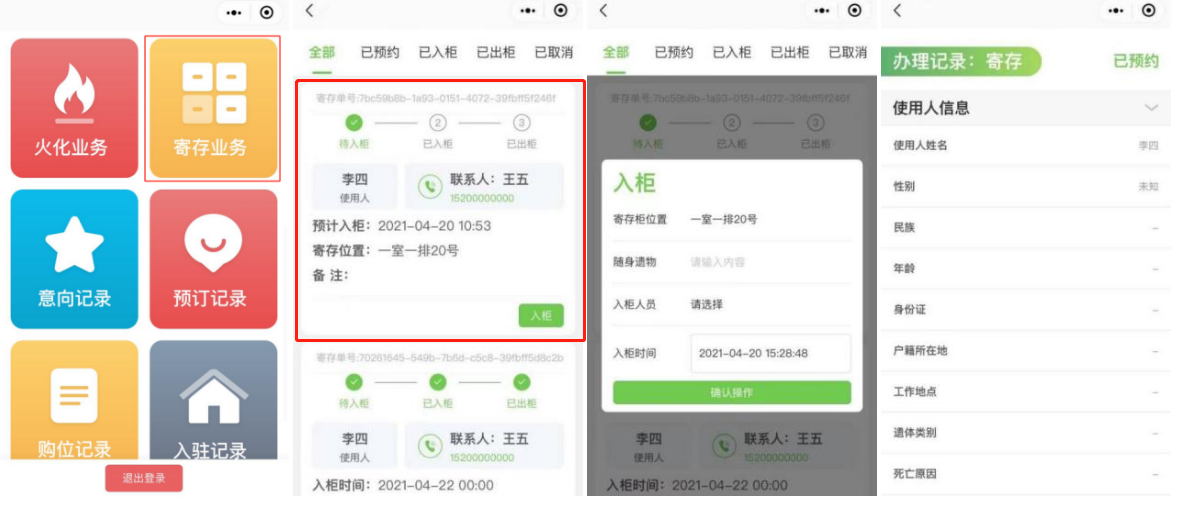 火化业务
寄存业务
意向记录
预订记录
购位记录
入驻记录
退出登录
全部 已预约 已入柜 已出柜 已取消
寄存单号:7bc59b8b-1a93-0151-4072-39fbff5f246f
2 3
待入柜 已入柜 已出柜
李四
使用人
联系人：王五
15200000000
预计入柜：2021-04-20 10:53
寄存位置：一室一排20号
备 注：
入柜
寄存单号:70261645-549b-7b6d-c5c8-39fbff5d8c2b
待入柜 已入柜 已出柜
李四
使用人
联系人：王五
15200000000
入柜时间：2021-04-22 00:00
全部 已预约 已入柜 已出柜 已取消
寄存单号:7bc59b8b-1a93-0151-4072-39fbff5f246f
2 3
待入柜 已入柜 已出柜
入柜
寄存柜位置 一室一排20号
随身遗物 请输入内容
入柜人员 请选择
入柜时间 2021-04-20 15:28:48
确认操作
李四
使用人
联系人：王五
15200000000
入柜时间：2021-04-22 00:00
办理记录：寄存 已预约
使用人信息
使用人姓名 李四
性别 未知
民族 --
年龄 --
身份证 --
户籍所在地 --
工作地点 --
遗体类别 --
死亡原因 --